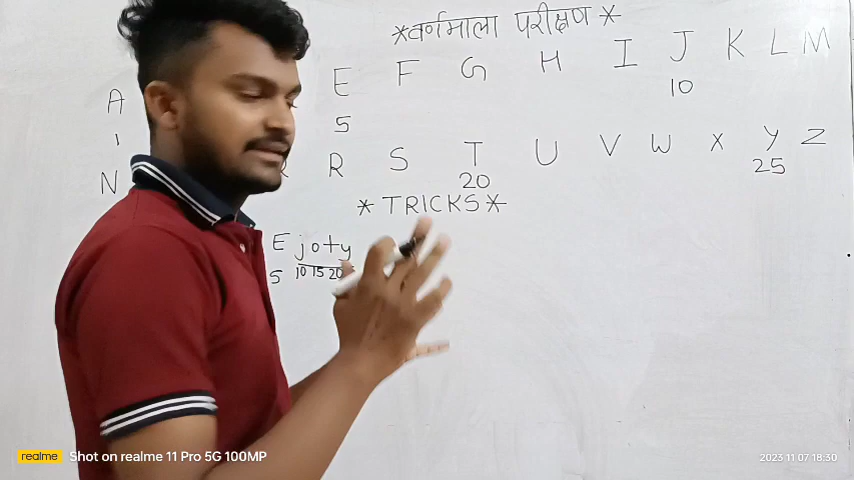 *वर्णमाला परीक्षण*
A E F G H I J K L M
1 5 10
N R S T U V W X Y Z
20 25
* TRICKS *
E j o t y
5 10 15 20
realme Shot on realme 11 Pro 5G 100MP
2023 11 07 18:30